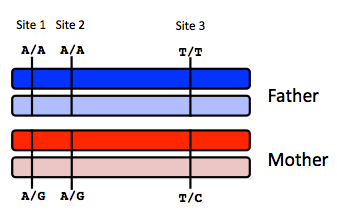 Site 1 Site 2 Site 3
A/A A/A T/T
Father
Mother
A/G A/G T/C